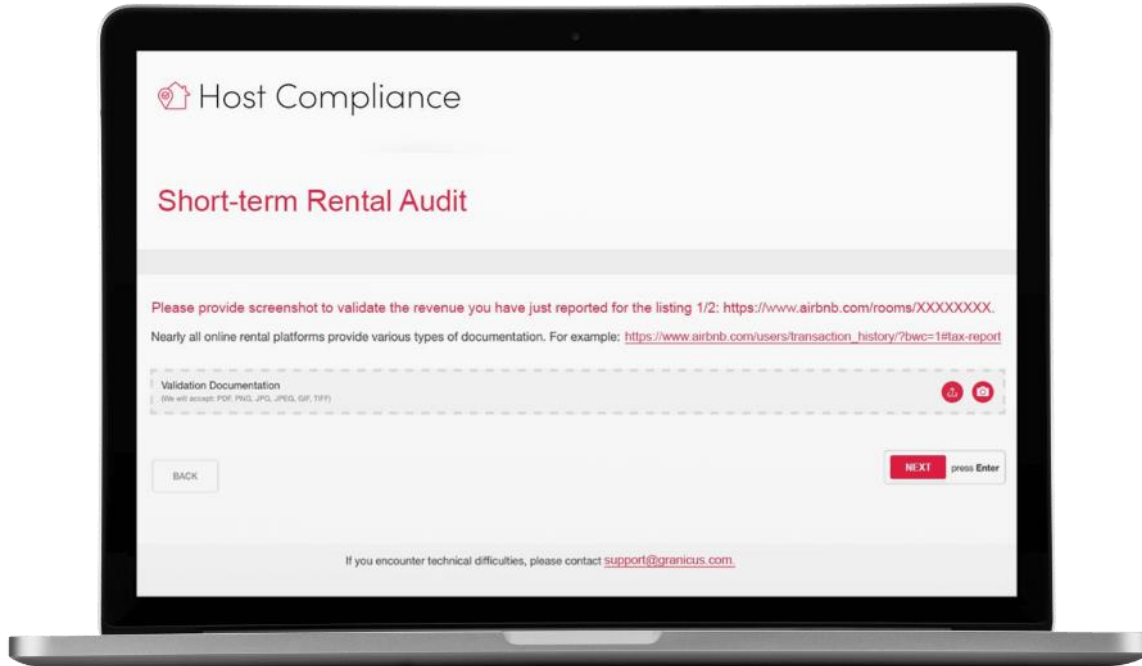 Host Compliance
Short-term Rental Audit
Please provide screenshot to validate the revenue you have just reported for the listing 1/2: https://www.airbnb.com/rooms/XXXXXXXX.
Nearly all online rental platforms provide various types of documentation. For example: https://www.airbnb.com/users/transaction_history/?bwc=1#tax-report
Validation Documentation
(We will accept: PDF, PNG, JPG, JPEG, GIF, TIFF)
BACK
NEXT press Enter
If you encounter technical difficulties, please contact support@granicus.com.